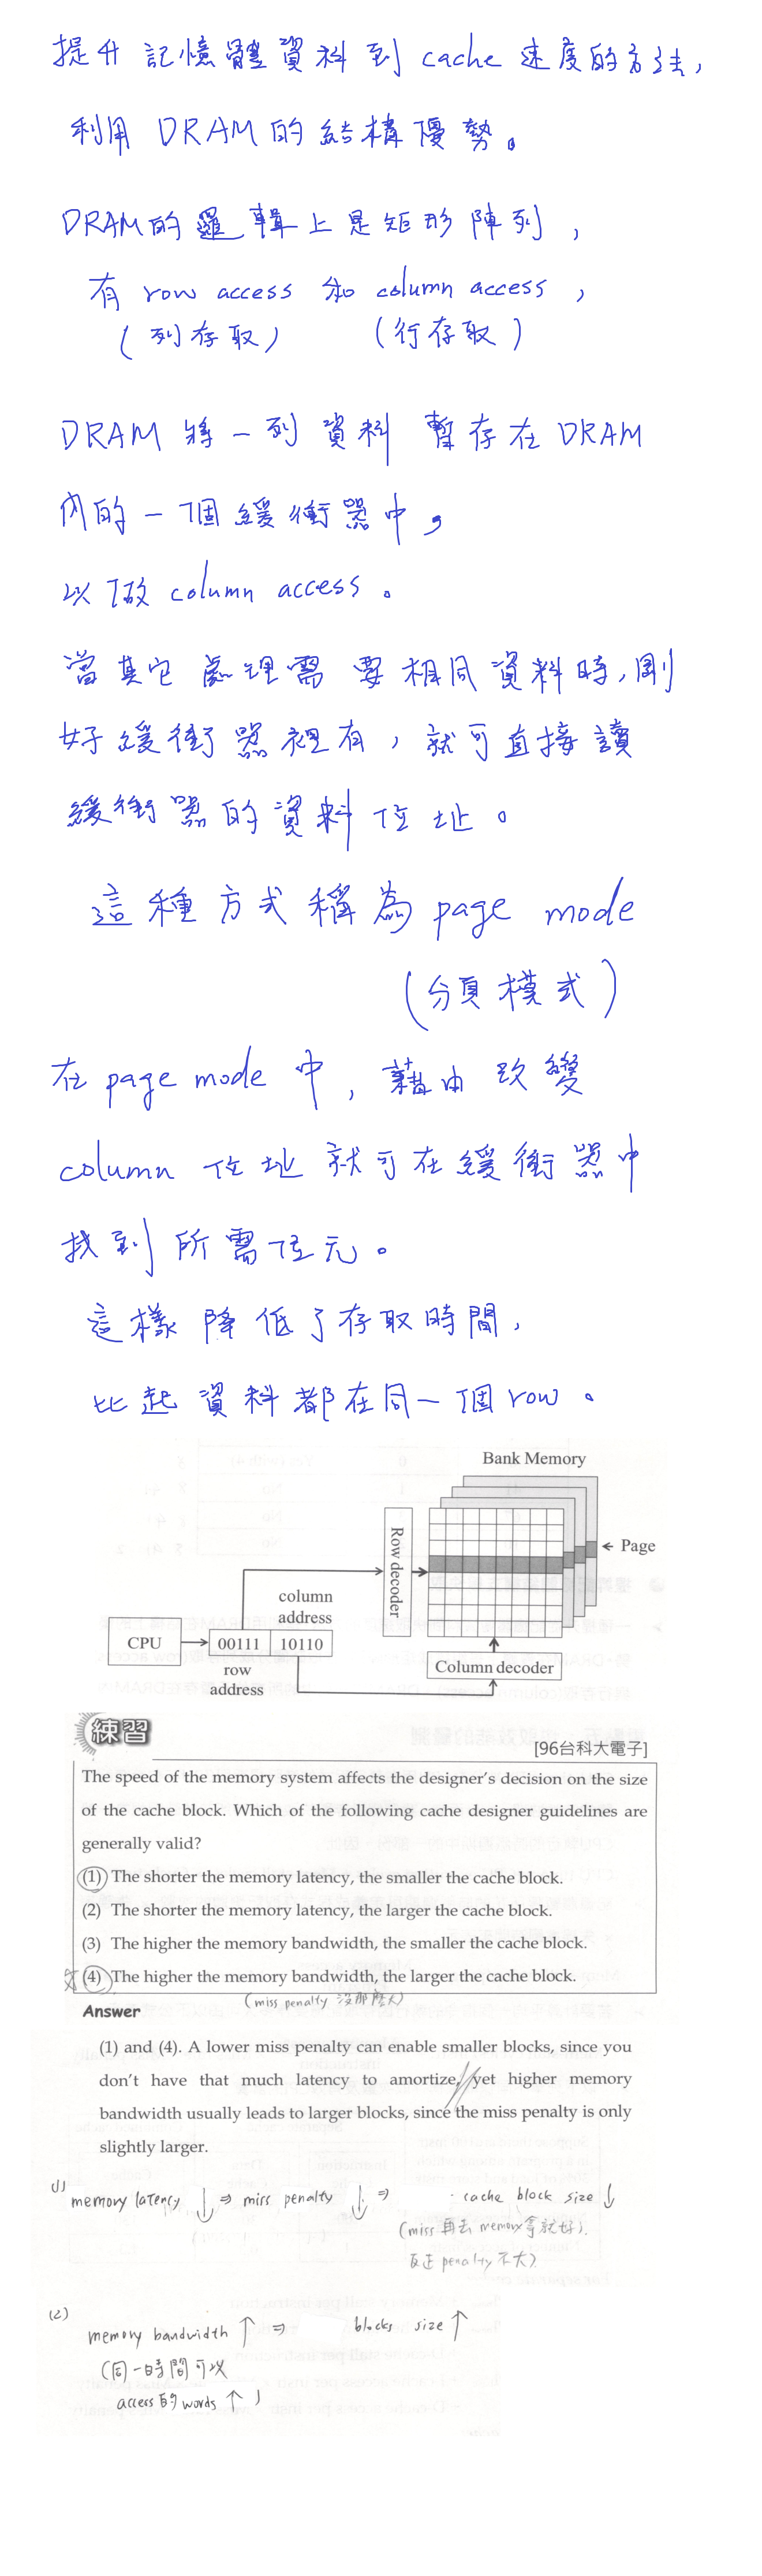 提升記憶體資料到 cache 速度的方法,
利用 DRAM 的結構優勢。
DRAM的邏輯上是矩形陣列,
有 row access 和 column access,
(列存取) (行存取)
DRAM 將一列資料 暫存在 DRAM
內的一個緩衝器中,
以做 column access。
當其它處理需要相同資料時,剛
好緩衝器裡有,就可直接讀
緩衝器的資料位址。
這種方式稱為 page mode
(分頁模式)
在 page mode 中, 藉由改變
column 位址就可在緩衝器中
找到所需位元。
這樣降低了存取時間,
比起資料都在同一個row。
Bank Memory
Row decoder
← Page
column
address
CPU
00111 10110
Column decoder
row
address
練習
[96台科大電子]
The speed of the memory system affects the designer's decision on the size
of the cache block. Which of the following cache designer guidelines are
generally valid?
(1) The shorter the memory latency, the smaller the cache block.
(2) The shorter the memory latency, the larger the cache block.
(3) The higher the memory bandwidth, the smaller the cache block.
(4) The higher the memory bandwidth, the larger the cache block.
(miss penalty 沒那麼大)
Answer
(1) and (4). A lower miss penalty can enable smaller blocks, since you
don't have that much latency to amortize, yet higher memory
bandwidth usually leads to larger blocks, since the miss penalty is only
slightly larger.
(1)
memory latency ↓ ⇒ miss penalty ↓ ⇒ cache block size ↓
(miss 再去 memory 拿就好).
反正 penalty 不大)
(2)
memory bandwidth ↑ ⇒ blocks size ↑
(同一時間可以
access 的 words ↑)